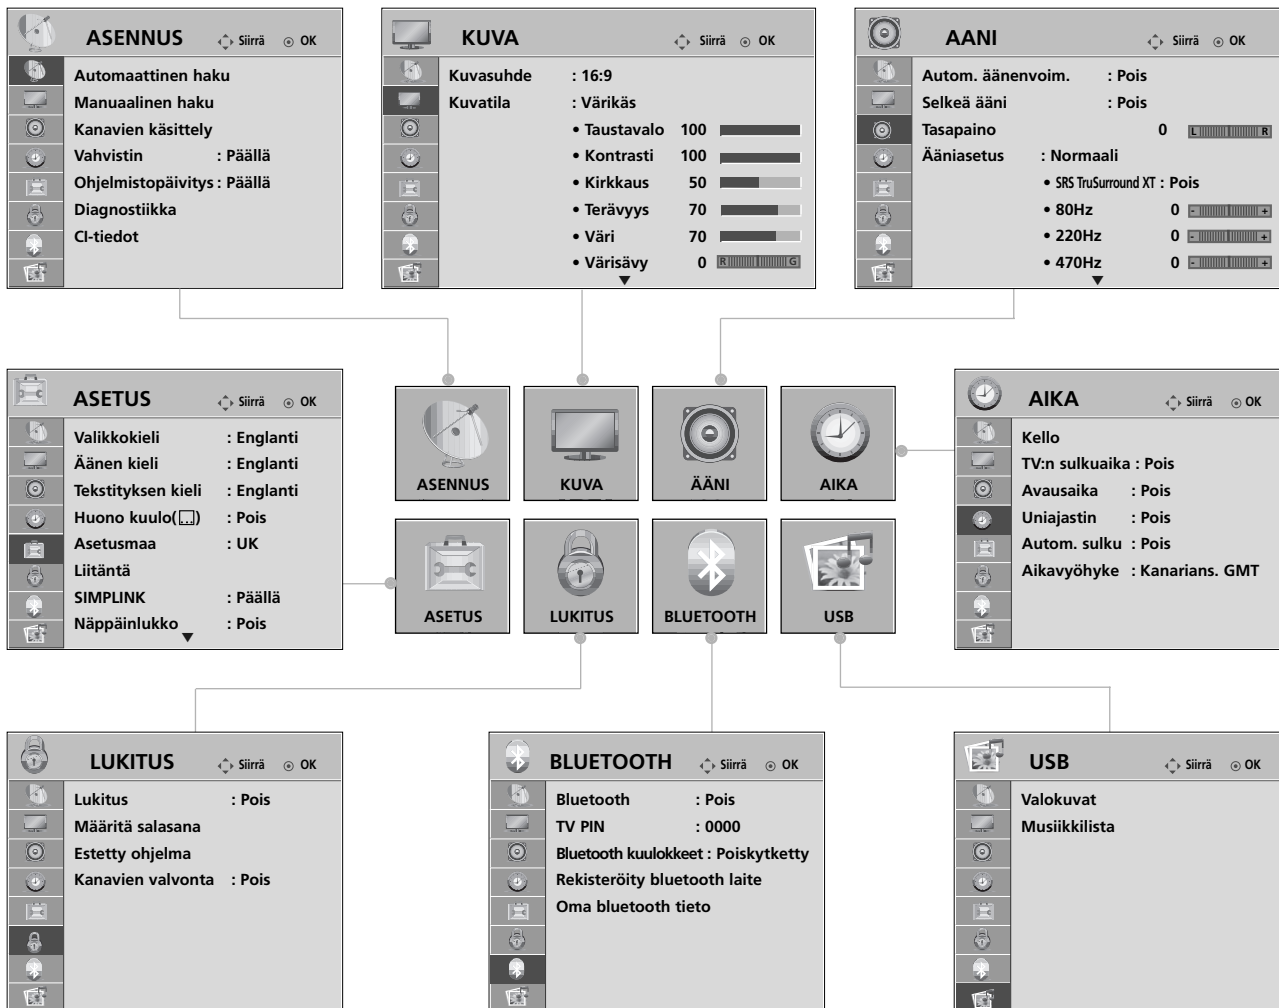 ASENNUS Siirrä OK
Automaattinen haku
Manuaalinen haku
Kanavien käsittely
Vahvistin : Päällä
Ohjelmistopäivitys : Päällä
Diagnostiikka
CI-tiedot
KUVA Siirrä OK
Kuvasuhde : 16:9
Kuvatila : Värikäs
• Taustavalo 100
• Kontrasti 100
• Kirkkaus 50
• Terävyys 70
• Väri 70
• Värisävy 0 R G
AANI Siirrä OK
Autom. äänenvoim. : Pois
Selkeä ääni : Pois
Tasapaino 0 L R
Ääniasetus : Normaali
• SRS TruSurround XT : Pois
• 80Hz 0 - +
• 220Hz 0 - +
• 470Hz 0 - +
ASETUS Siirrä OK
Valikkokieli : Englanti
Äänen kieli : Englanti
Tekstityksen kieli : Englanti
Huono kuulo(...) : Pois
Asetusmaa : UK
Liitäntä
SIMPLINK : Päällä
Näppäinlukko : Pois
ASENNUS
KUVA
ÄÄNI
AIKA
ASETUS
LUKITUS
BLUETOOTH
USB
AIKA Siirrä OK
Kello
TV:n sulkuaika : Pois
Avausaika : Pois
Uniajastin : Pois
Autom. sulku : Pois
Aikavyöhyke : Kanarians. GMT
LUKITUS Siirrä OK
Lukitus : Pois
Määritä salasana
Estetty ohjelma
Kanavien valvonta : Pois
BLUETOOTH Siirrä OK
Bluetooth : Pois
TV PIN : 0000
Bluetooth kuulokkeet : Poiskytketty
Rekisteröity bluetooth laite
Oma bluetooth tieto
USB Siirrä OK
Valokuvat
Musiikkilista